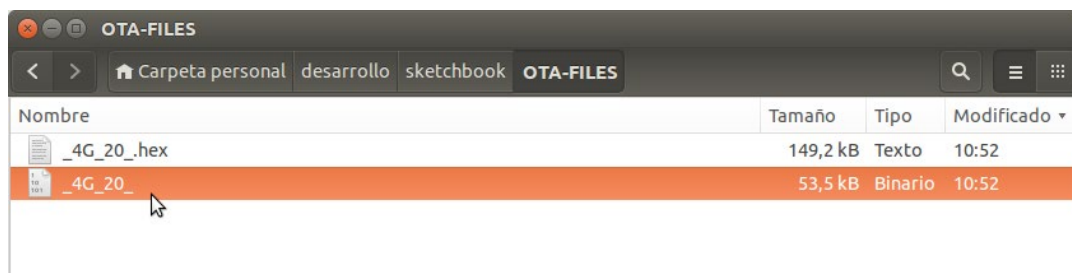 OTA-FILES
Carpeta personal desarrollo sketchbook OTA-FILES
Nombre Tamaño Tipo Modificado
_4G_20_.hex 149,2 kB Texto 10:52
_4G_20_ 53,5 kB Binario 10:52